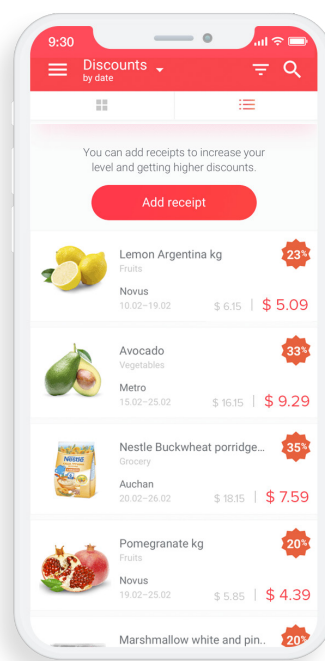 9:30
Discounts
by date
You can add receipts to increase your
level and getting higher discounts.
Add receipt
Lemon Argentina kg
23%
Fruits
Novus
10.02–19.02 $ 6.15 | $ 5.09
Avocado
33%
Vegetables
Metro
15.02–25.02 $ 16.15 | $ 9.29
Nestle Buckwheat porridge...
35%
Grocery
Nestlé
Auchan
20.02–26.02 $ 18.15 | $ 7.59
Pomegranate kg
20%
Fruits
Novus
19.02–25.02 $ 5.85 | $ 4.39
Marshmallow white and pin..
20%